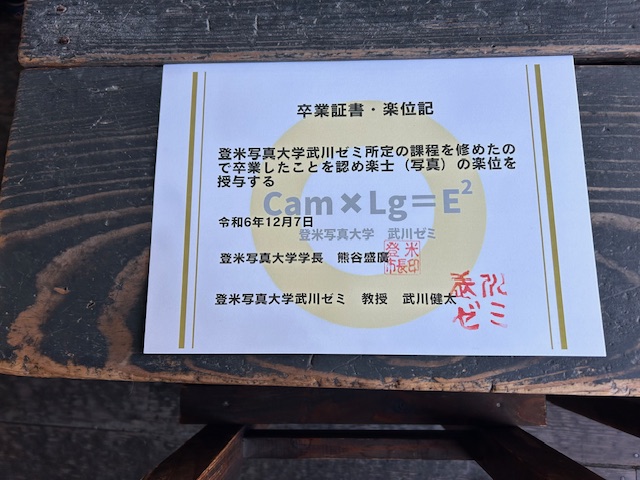 卒業証書・楽位記
登米写真大学武川ゼミ所定の課程を修めたの
で卒業したことを認め楽士（写真）の楽位を
授与する
Cam×Lg=E²
令和6年12月7日
登米写真大学　武川ゼミ
登米写真大学学長　熊谷盛廣
登米
市長印
登米写真大学武川ゼミ　教授　武川健太
武川
ゼミ